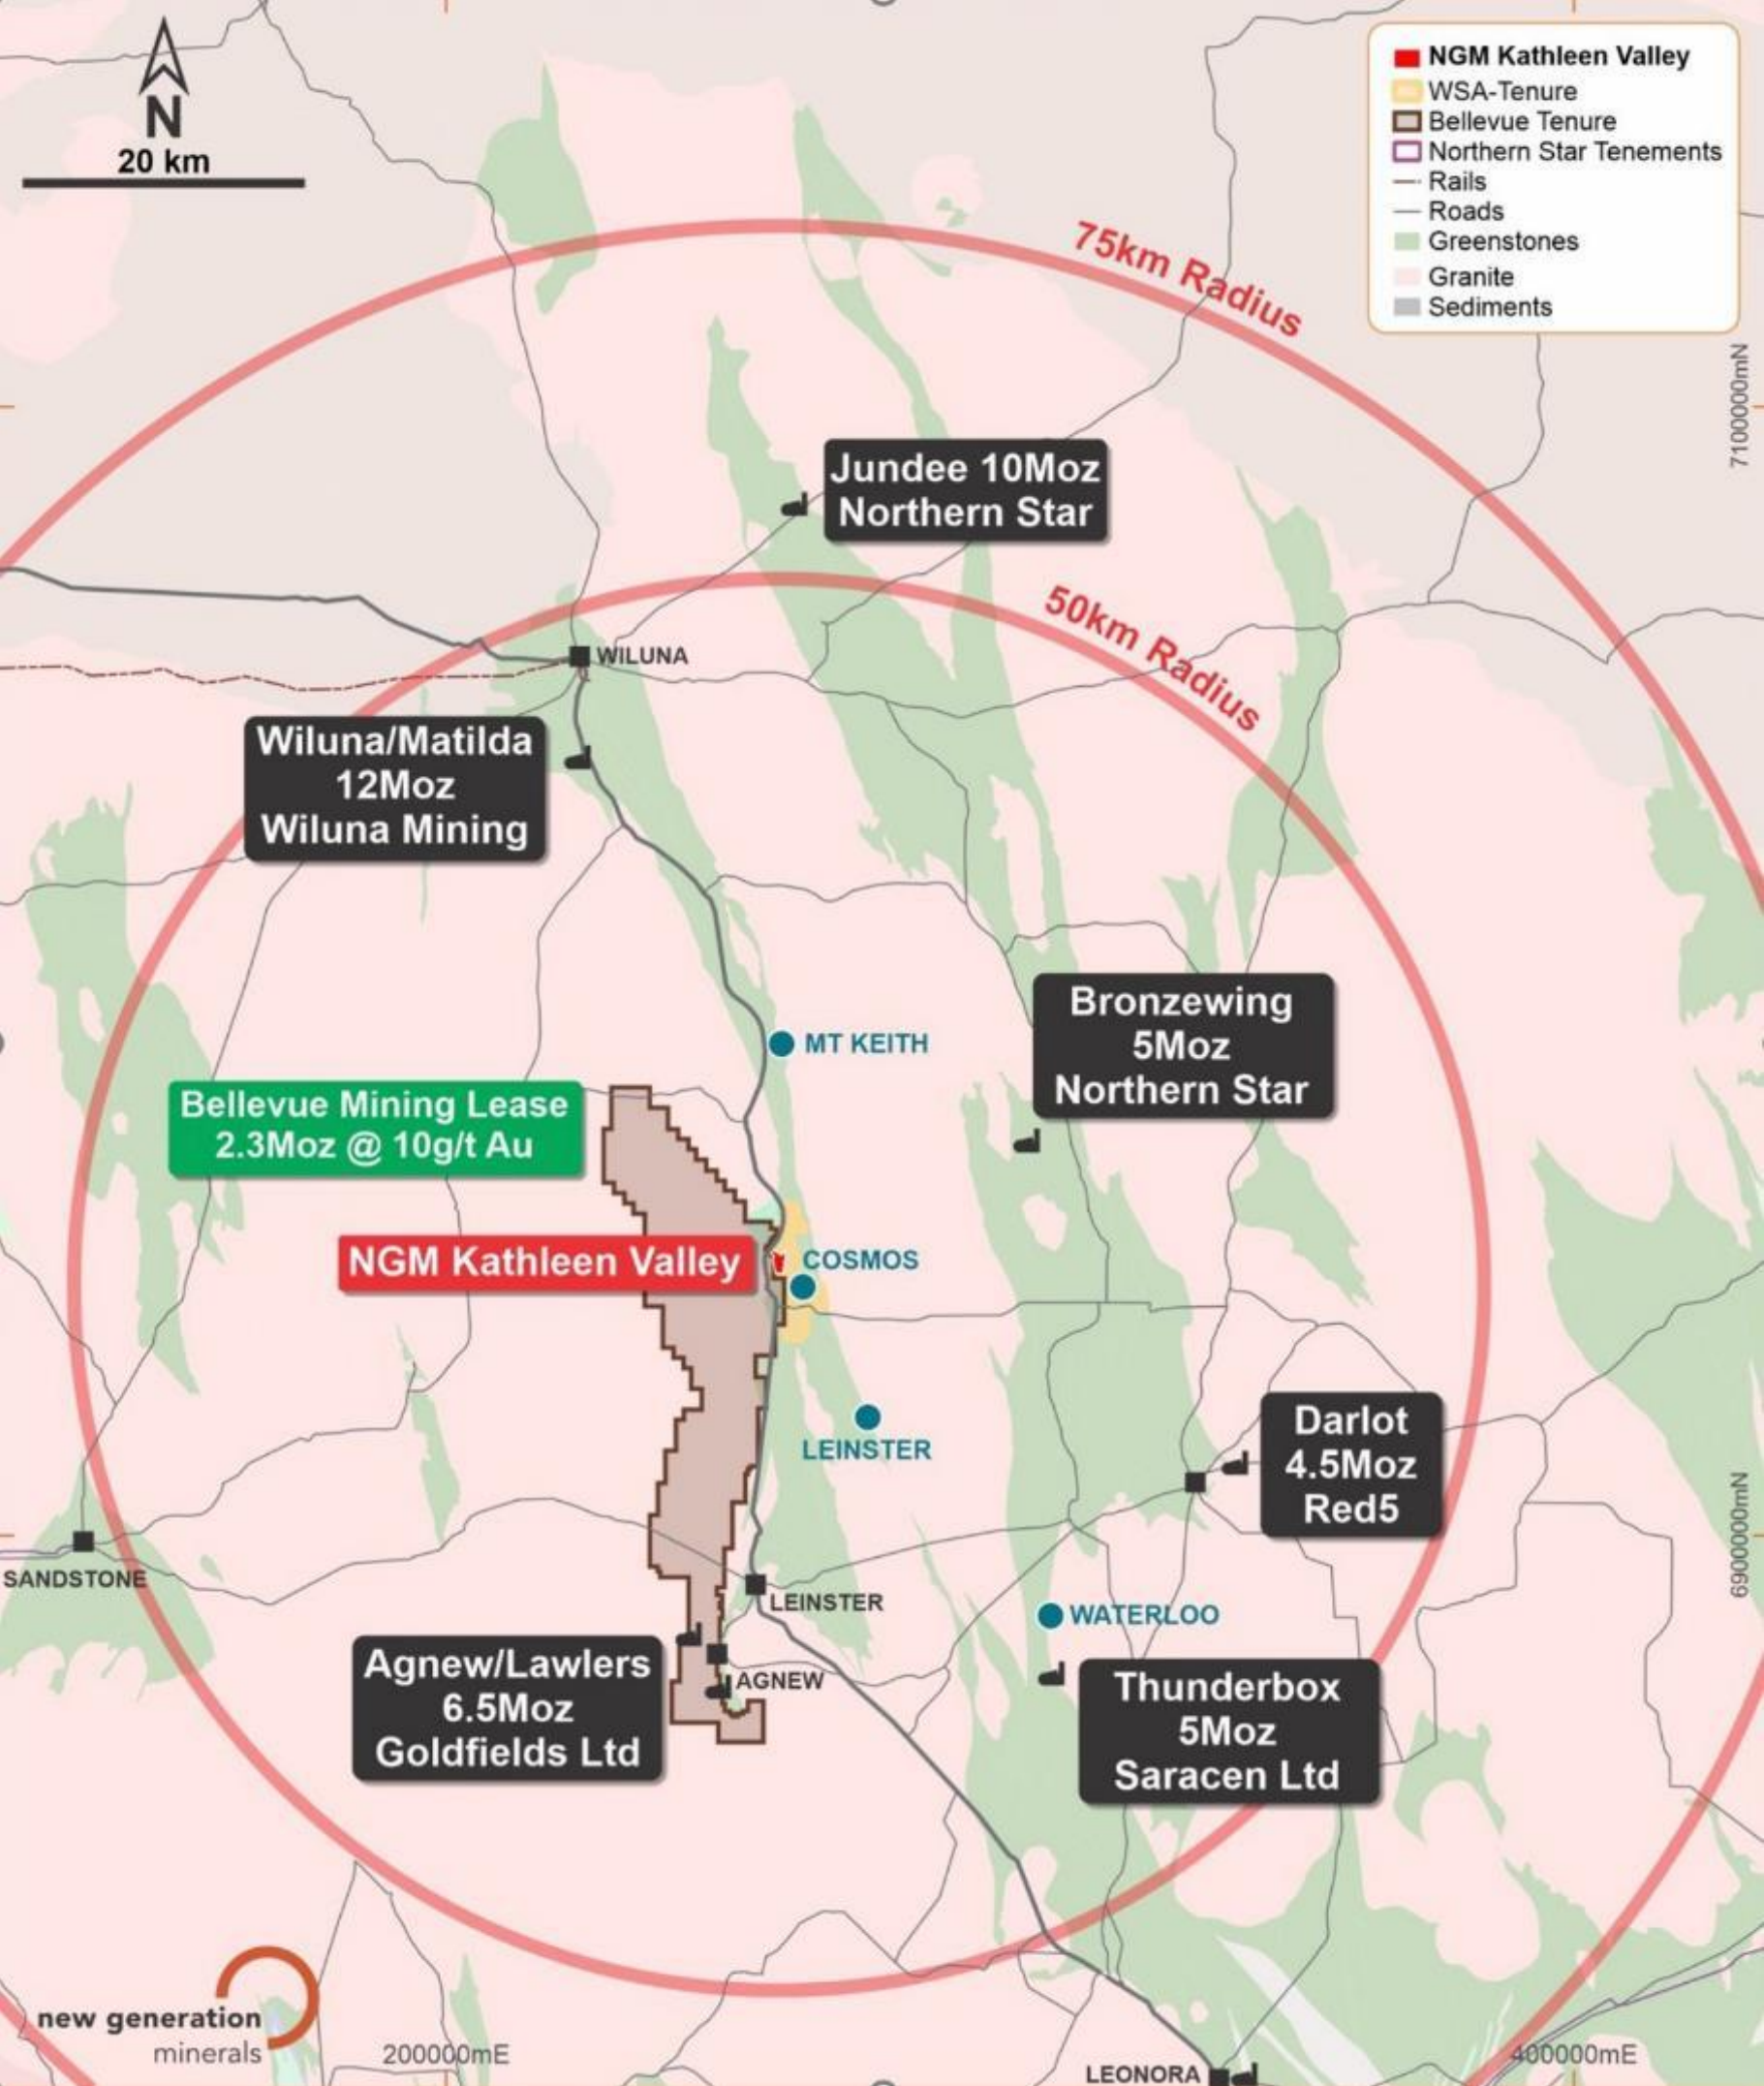 N
20 km
NGM Kathleen Valley
WSA-Tenure
Bellevue Tenure
Northern Star Tenements
Rails
Roads
Greenstones
Granite
Sediments
75km Radius
7100000mN
Jundee 10Moz
Northern Star
50km Radius
WILUNA
Wiluna/Matilda
12Moz
Wiluna Mining
Bronzewing
5Moz
Northern Star
MT KEITH
Bellevue Mining Lease
2.3Moz @ 10g/t Au
NGM Kathleen Valley
COSMOS
LEINSTER
Darlot
4.5Moz
Red5
6900000mN
SANDSTONE
LEINSTER
WATERLOO
Agnew/Lawlers
6.5Moz
Goldfields Ltd
AGNEW
Thunderbox
5Moz
Saracen Ltd
new generation
minerals
200000mE
400000mE
LEONORA